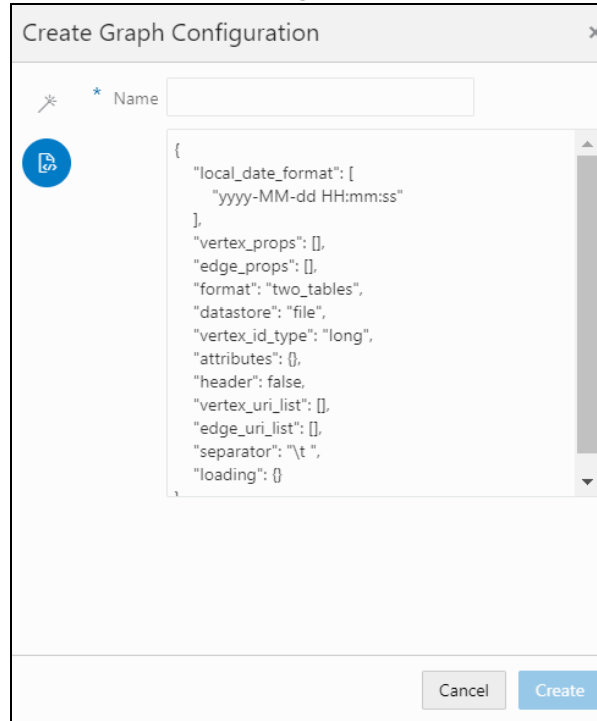 Create Graph Configuration
* Name
{
"local_date_format": [
"yyyy-MM-dd HH:mm:ss"
],
"vertex_props": [],
"edge_props": [],
"format": "two_tables",
"datastore": "file",
"vertex_id_type": "long",
"attributes": {},
"header": false,
"vertex_uri_list": [],
"edge_uri_list": [],
"separator": "\t ",
"loading": {}
}
Cancel Create